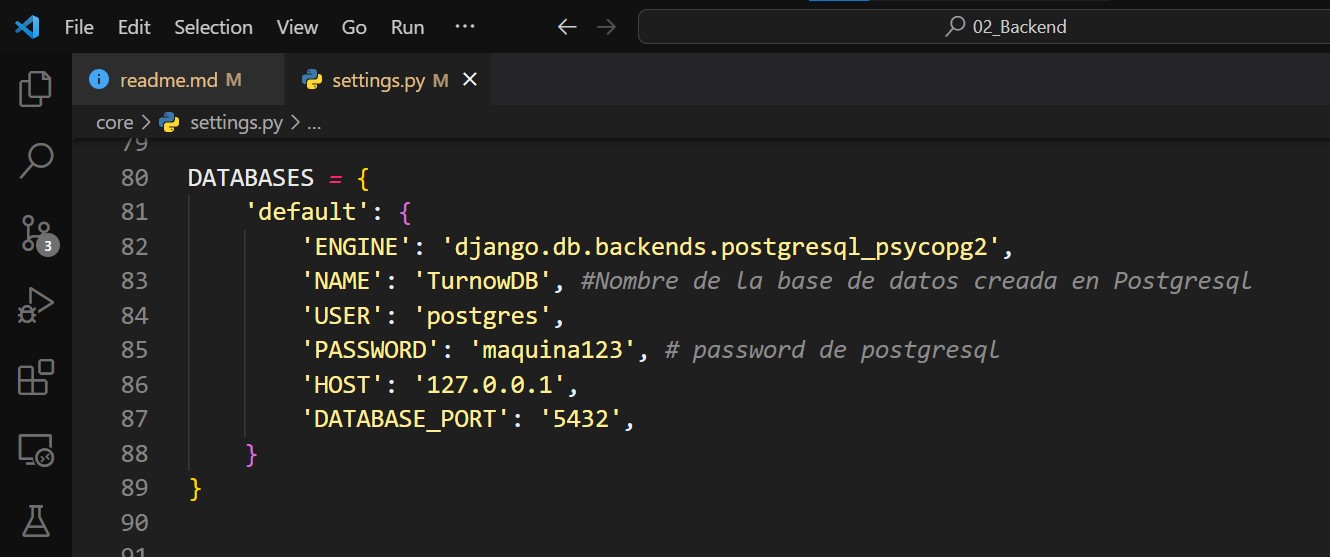 File Edit Selection View Go Run ··· ← → 02_Backend
readme.md M settings.py M ×
core > settings.py > ...
79
80 DATABASES = {
81 'default': {
82 'ENGINE': 'django.db.backends.postgresql_psycopg2',
83 'NAME': 'TurnowDB', #Nombre de la base de datos creada en Postgresql
84 'USER': 'postgres',
85 'PASSWORD': 'maquina123', # password de postgresql
86 'HOST': '127.0.0.1',
87 'DATABASE_PORT': '5432',
88 }
89 }
90
91
3